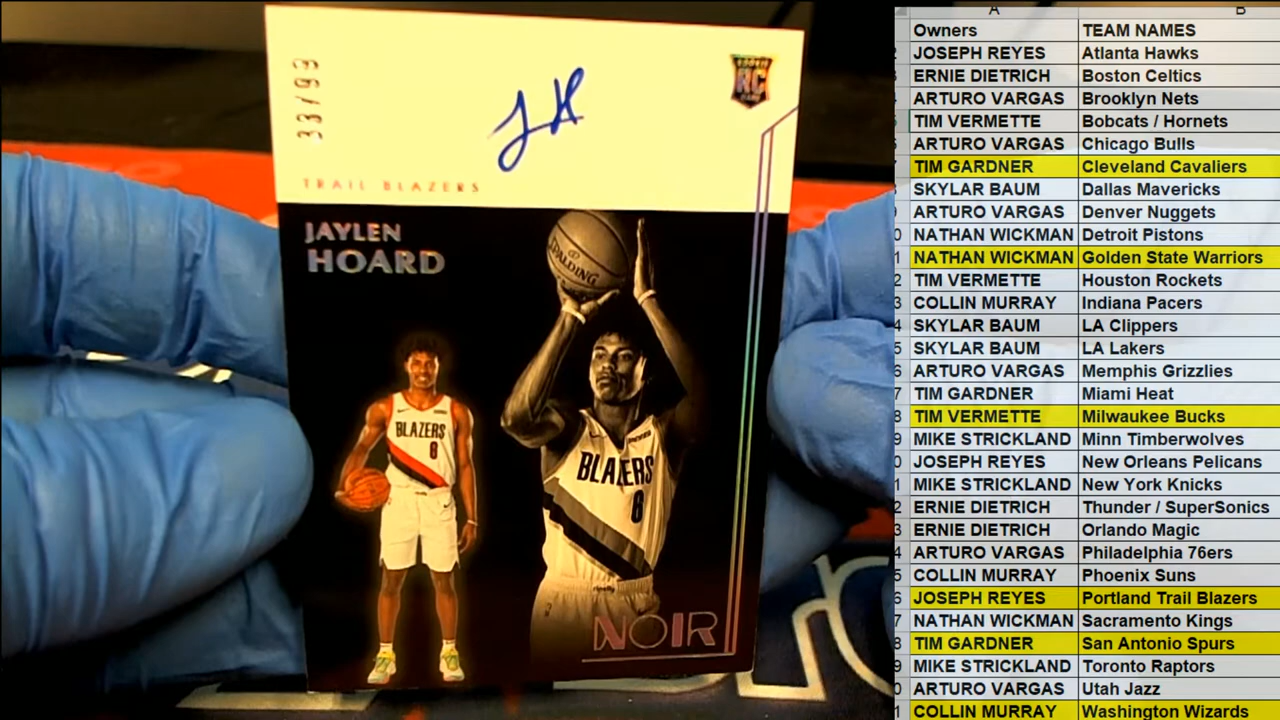 33/99
RC
TRAIL BLAZERS
JAYLEN
HOARD
SPALDING
BLAZERS
8
BLAZERS
8
NOIR
A B
Owners TEAM NAMES
JOSEPH REYES Atlanta Hawks
ERNIE DIETRICH Boston Celtics
ARTURO VARGAS Brooklyn Nets
TIM VERMETTE Bobcats / Hornets
ARTURO VARGAS Chicago Bulls
TIM GARDNER Cleveland Cavaliers
SKYLAR BAUM Dallas Mavericks
ARTURO VARGAS Denver Nuggets
NATHAN WICKMAN Detroit Pistons
NATHAN WICKMAN Golden State Warriors
TIM VERMETTE Houston Rockets
COLLIN MURRAY Indiana Pacers
SKYLAR BAUM LA Clippers
SKYLAR BAUM LA Lakers
ARTURO VARGAS Memphis Grizzlies
TIM GARDNER Miami Heat
TIM VERMETTE Milwaukee Bucks
MIKE STRICKLAND Minn Timberwolves
JOSEPH REYES New Orleans Pelicans
MIKE STRICKLAND New York Knicks
ERNIE DIETRICH Thunder / SuperSonics
ERNIE DIETRICH Orlando Magic
ARTURO VARGAS Philadelphia 76ers
COLLIN MURRAY Phoenix Suns
JOSEPH REYES Portland Trail Blazers
NATHAN WICKMAN Sacramento Kings
TIM GARDNER San Antonio Spurs
MIKE STRICKLAND Toronto Raptors
ARTURO VARGAS Utah Jazz
COLLIN MURRAY Washington Wizards